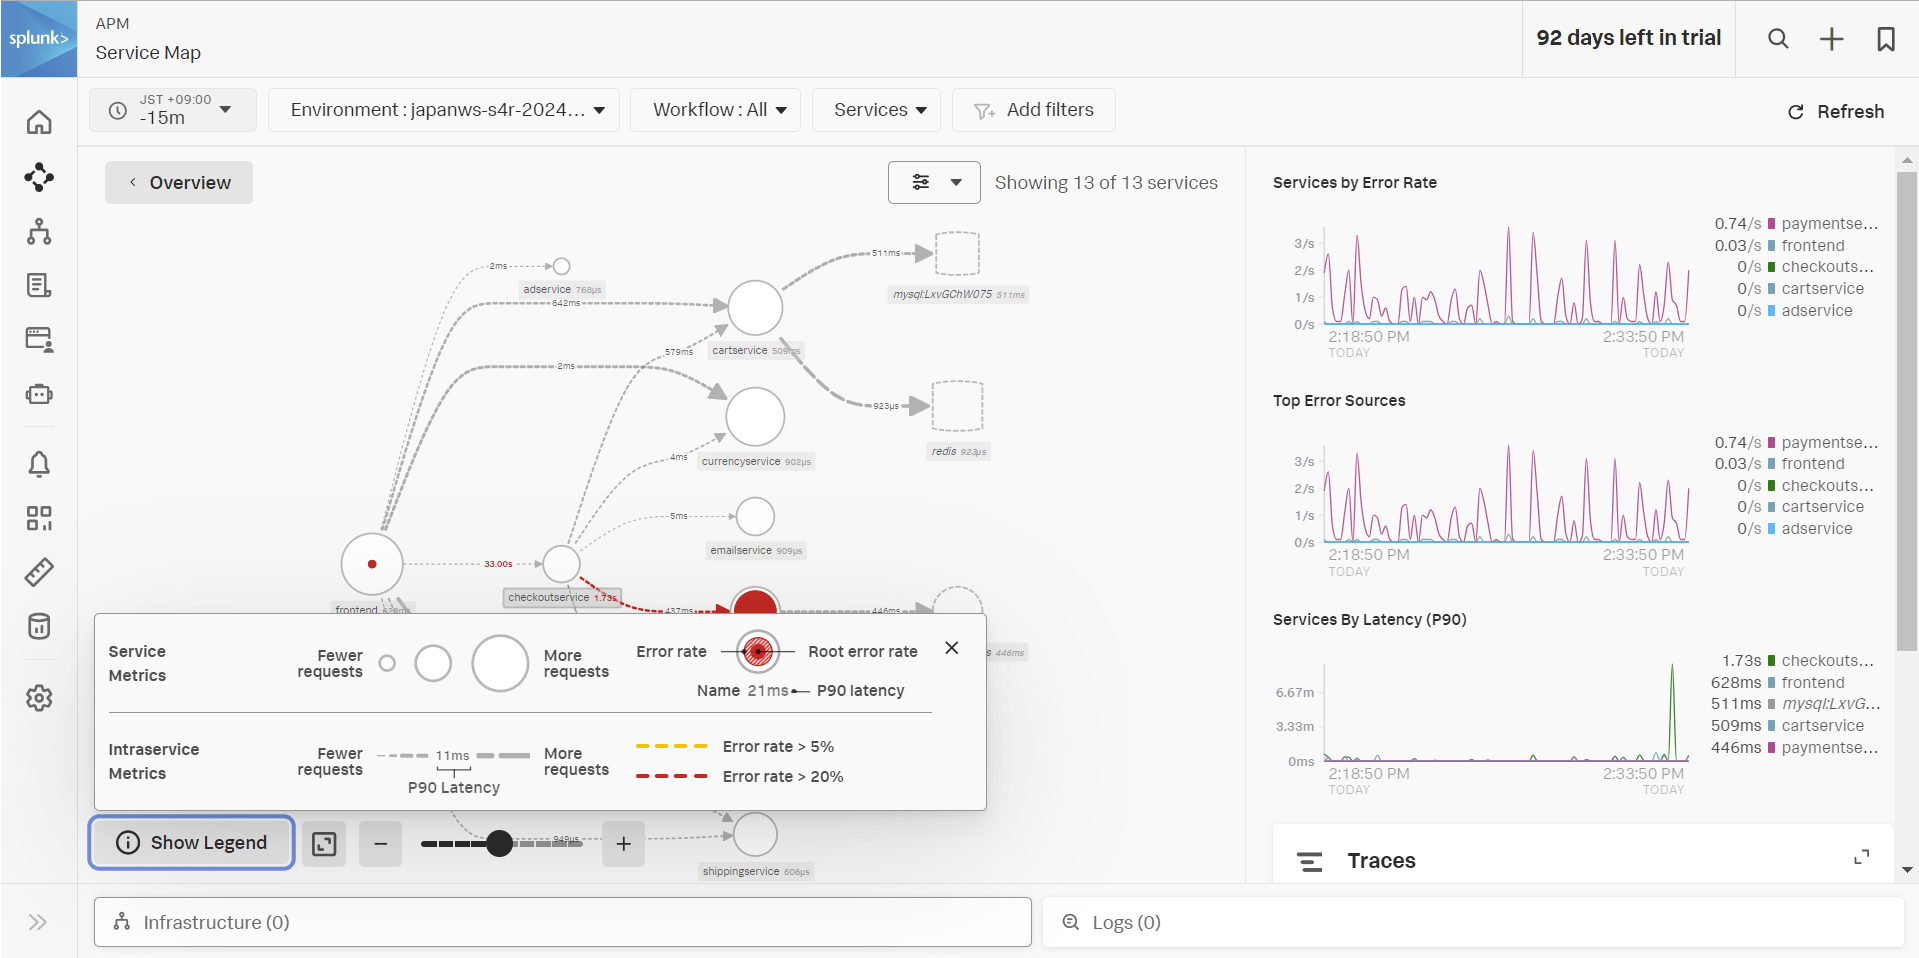 splunk>
APM
Service Map
92 days left in trial
JST +09:00
-15m
Environment : japanws-s4r-2024...
Workflow : All
Services
Add filters
Refresh
Overview
Showing 13 of 13 services
2ms
adservice 768µs
642ms
511ms
mysql:LxvGChW075 511ms
579ms
cartservice 509ms
2ms
923µs
redis 923µs
4ms
currencyservice 902µs
5ms
emailservice 909µs
33.00s
checkoutservice 1.73s
frontend 628ms
437ms
446ms
s 446ms
Service Metrics
Fewer requests
More requests
Error rate
Root error rate
Name 21ms
P90 latency
Intraservice Metrics
Fewer requests
11ms
P90 Latency
More requests
Error rate > 5%
Error rate > 20%
949µs
shippingservice 606µs
Show Legend
Services by Error Rate
3/s
2/s
1/s
0/s
2:18:50 PM
TODAY
2:33:50 PM
TODAY
0.74/s paymentse...
0.03/s frontend
0/s checkouts...
0/s cartservice
0/s adservice
Top Error Sources
3/s
2/s
1/s
0/s
2:18:50 PM
TODAY
2:33:50 PM
TODAY
0.74/s paymentse...
0.03/s frontend
0/s checkouts...
0/s cartservice
0/s adservice
Services By Latency (P90)
6.67m
3.33m
0ms
2:18:50 PM
TODAY
2:33:50 PM
TODAY
1.73s checkouts...
628ms frontend
511ms mysql:LxvG...
509ms cartservice
446ms paymentse...
Traces
Infrastructure (0)
Logs (0)